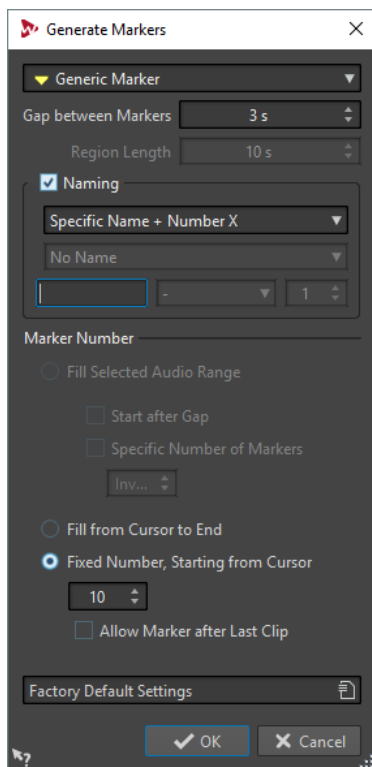 Generate Markers
Generic Marker
Gap between Markers 3 s
Region Length 10 s
Naming
Specific Name + Number X
No Name
- 1
Marker Number
Fill Selected Audio Range
Start after Gap
Specific Number of Markers
Inv...
Fill from Cursor to End
Fixed Number, Starting from Cursor
10
Allow Marker after Last Clip
Factory Default Settings
OK Cancel